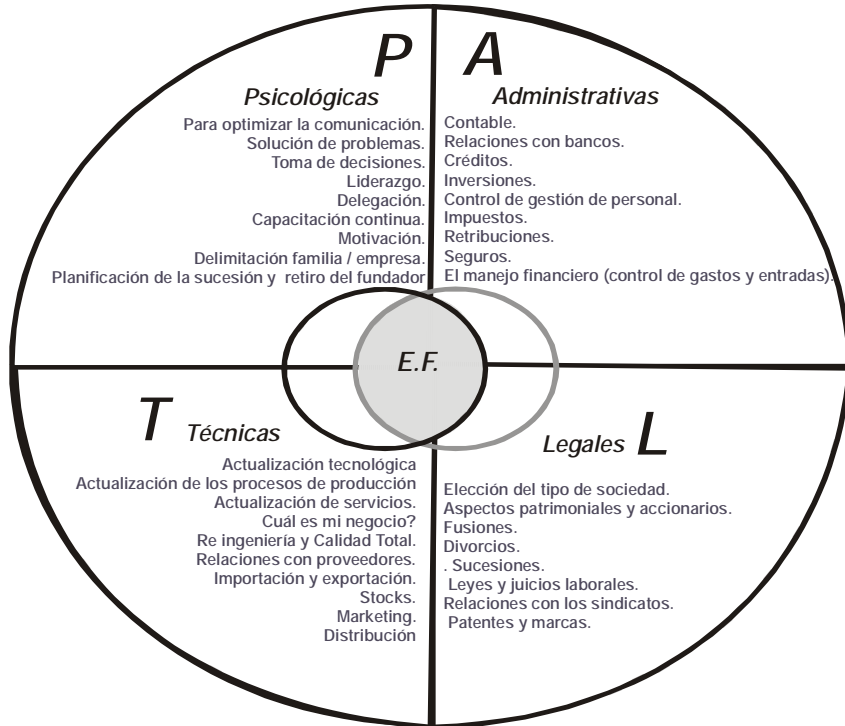 P
Psicológicas
Para optimizar la comunicación.
Solución de problemas.
Toma de decisiones.
Liderazgo.
Delegación.
Capacitación continua.
Motivación.
Delimitación familia / empresa.
Planificación de la sucesión y retiro del fundador
A
Administrativas
Contable.
Relaciones con bancos.
Créditos.
Inversiones.
Control de gestión de personal.
Impuestos.
Retribuciones.
Seguros.
El manejo financiero (control de gastos y entradas).
E.F.
T Técnicas
Actualización tecnológica
Actualización de los procesos de producción
Actualización de servicios.
Cuál es mi negocio?
Re ingeniería y Calidad Total.
Relaciones con proveedores.
Importación y exportación.
Stocks.
Marketing.
Distribución
Legales L
Elección del tipo de sociedad.
Aspectos patrimoniales y accionarios.
Fusiones.
Divorcios.
. Sucesiones.
Leyes y juicios laborales.
Relaciones con los sindicatos.
Patentes y marcas.